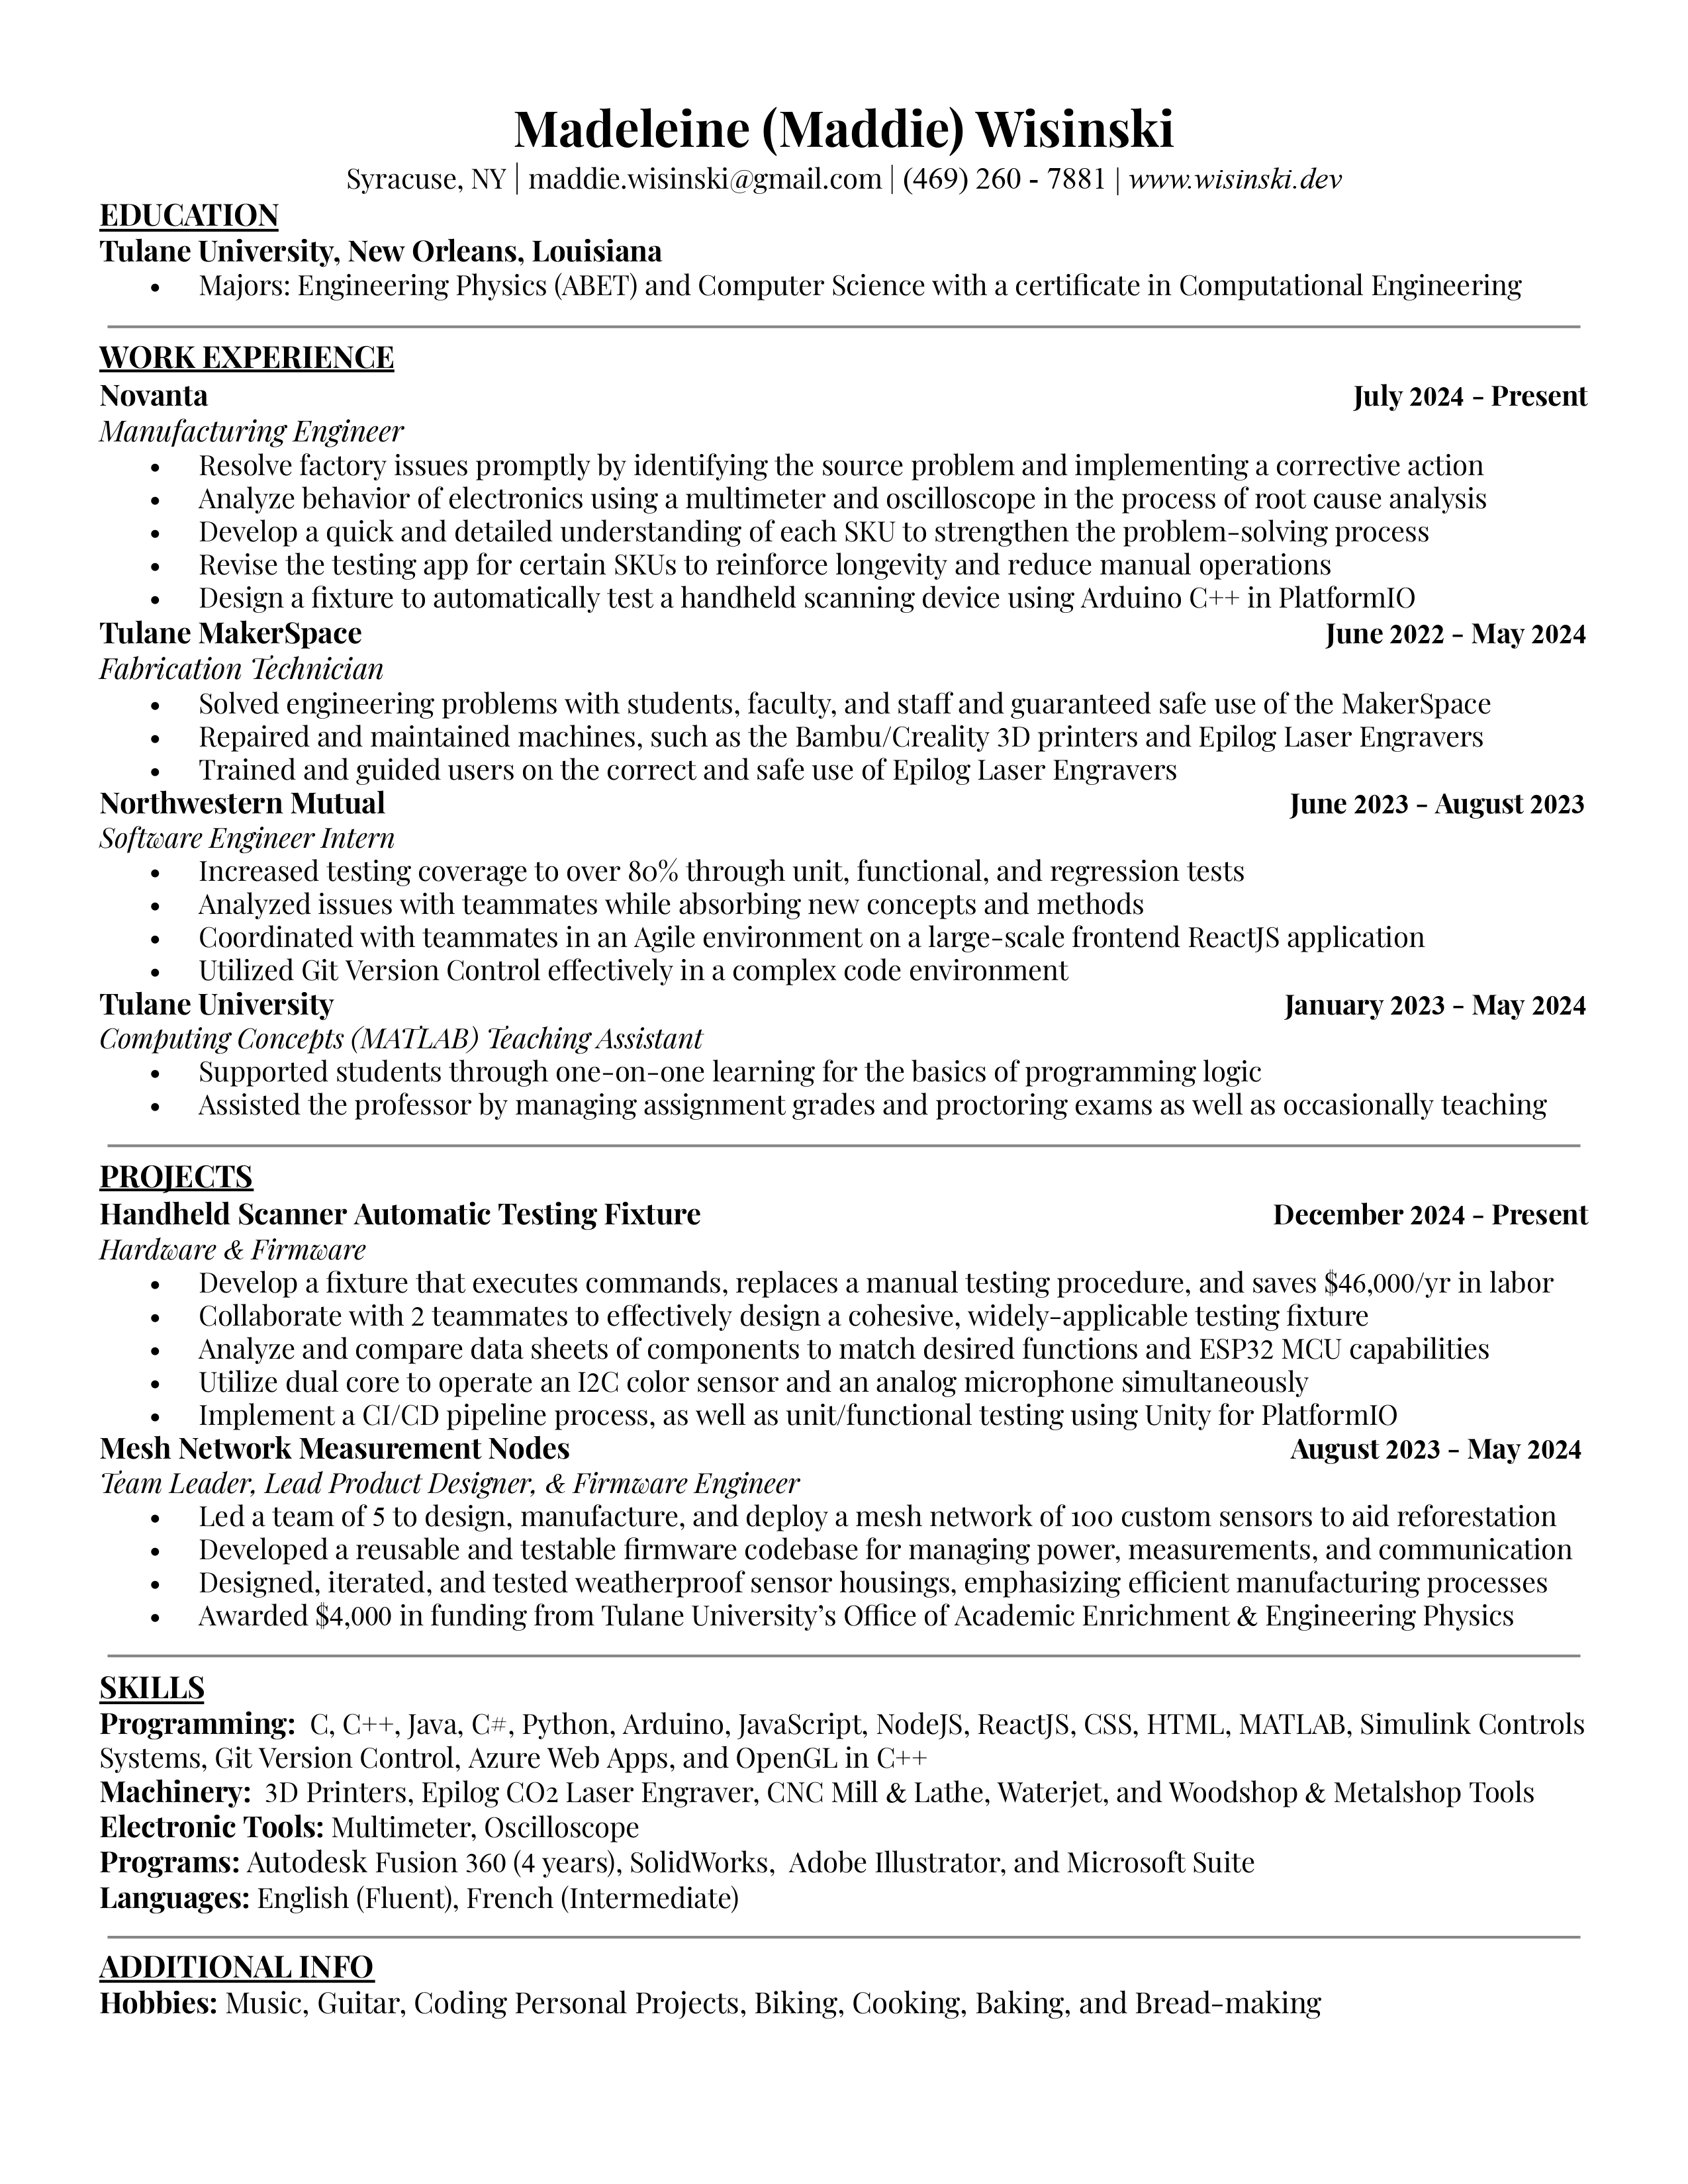 Madeleine (Maddie) Wisinski
Syracuse, NY | maddie.wisinski@gmail.com | (469) 260 - 7881 | www.wisinski.dev
EDUCATION
Tulane University, New Orleans, Louisiana
• Majors: Engineering Physics (ABET) and Computer Science with a certificate in Computational Engineering
WORK EXPERIENCE
Novanta July 2024 - Present
Manufacturing Engineer
• Resolve factory issues promptly by identifying the source problem and implementing a corrective action
• Analyze behavior of electronics using a multimeter and oscilloscope in the process of root cause analysis
• Develop a quick and detailed understanding of each SKU to strengthen the problem-solving process
• Revise the testing app for certain SKUs to reinforce longevity and reduce manual operations
• Design a fixture to automatically test a handheld scanning device using Arduino C++ in PlatformIO
Tulane MakerSpace June 2022 - May 2024
Fabrication Technician
• Solved engineering problems with students, faculty, and staff and guaranteed safe use of the MakerSpace
• Repaired and maintained machines, such as the Bambu/Creality 3D printers and Epilog Laser Engravers
• Trained and guided users on the correct and safe use of Epilog Laser Engravers
Northwestern Mutual June 2023 - August 2023
Software Engineer Intern
• Increased testing coverage to over 80% through unit, functional, and regression tests
• Analyzed issues with teammates while absorbing new concepts and methods
• Coordinated with teammates in an Agile environment on a large-scale frontend ReactJS application
• Utilized Git Version Control effectively in a complex code environment
Tulane University January 2023 - May 2024
Computing Concepts (MATLAB) Teaching Assistant
• Supported students through one-on-one learning for the basics of programming logic
• Assisted the professor by managing assignment grades and proctoring exams as well as occasionally teaching
PROJECTS
Handheld Scanner Automatic Testing Fixture December 2024 - Present
Hardware & Firmware
• Develop a fixture that executes commands, replaces a manual testing procedure, and saves $46,000/yr in labor
• Collaborate with 2 teammates to effectively design a cohesive, widely-applicable testing fixture
• Analyze and compare data sheets of components to match desired functions and ESP32 MCU capabilities
• Utilize dual core to operate an I2C color sensor and an analog microphone simultaneously
• Implement a CI/CD pipeline process, as well as unit/functional testing using Unity for PlatformIO
Mesh Network Measurement Nodes August 2023 - May 2024
Team Leader, Lead Product Designer, & Firmware Engineer
• Led a team of 5 to design, manufacture, and deploy a mesh network of 100 custom sensors to aid reforestation
• Developed a reusable and testable firmware codebase for managing power, measurements, and communication
• Designed, iterated, and tested weatherproof sensor housings, emphasizing efficient manufacturing processes
• Awarded $4,000 in funding from Tulane University's Office of Academic Enrichment & Engineering Physics
SKILLS
Programming: C, C++, Java, C#, Python, Arduino, JavaScript, NodeJS, ReactJS, CSS, HTML, MATLAB, Simulink Controls
Systems, Git Version Control, Azure Web Apps, and OpenGL in C++
Machinery: 3D Printers, Epilog CO2 Laser Engraver, CNC Mill & Lathe, Waterjet, and Woodshop & Metalshop Tools
Electronic Tools: Multimeter, Oscilloscope
Programs: Autodesk Fusion 360 (4 years), SolidWorks, Adobe Illustrator, and Microsoft Suite
Languages: English (Fluent), French (Intermediate)
ADDITIONAL INFO
Hobbies: Music, Guitar, Coding Personal Projects, Biking, Cooking, Baking, and Bread-making